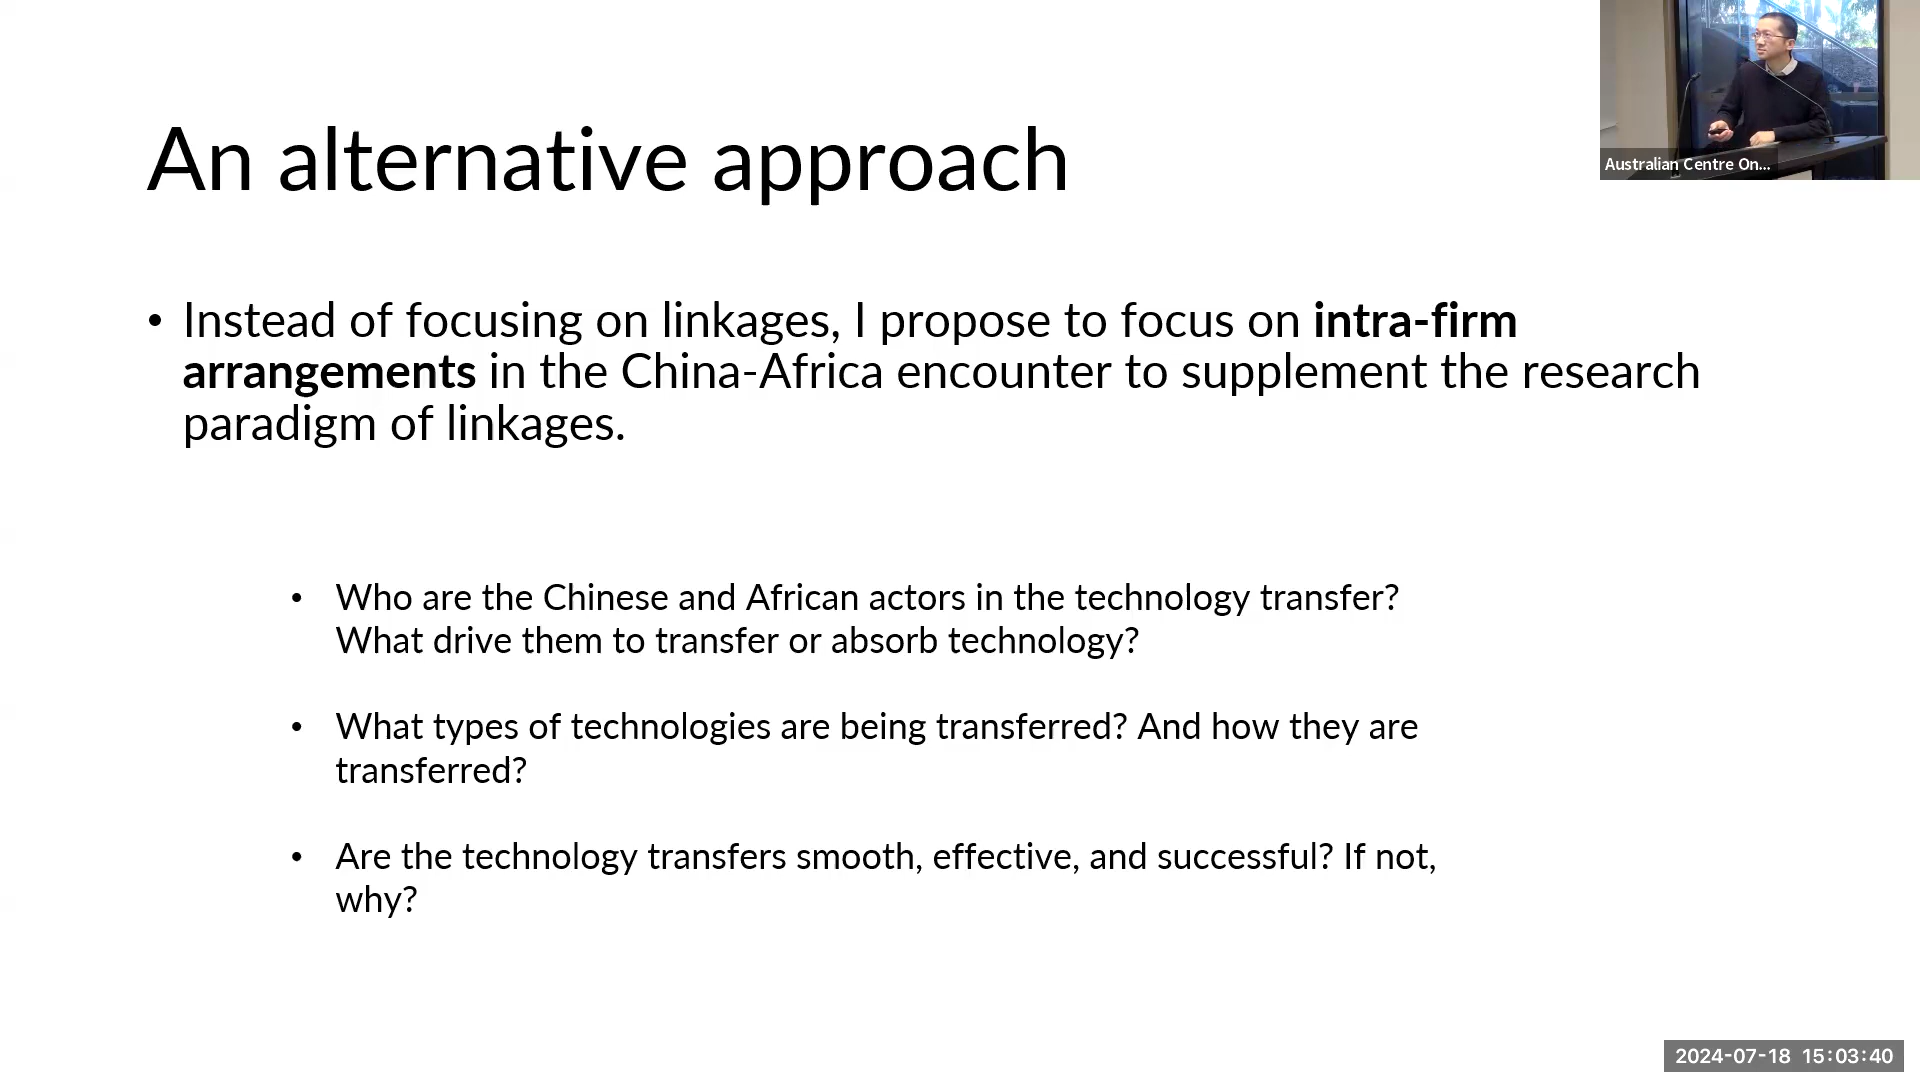 An alternative approach
Australian Centre On...
• Instead of focusing on linkages, I propose to focus on intra-firm
arrangements in the China-Africa encounter to supplement the research
paradigm of linkages.
• Who are the Chinese and African actors in the technology transfer?
What drive them to transfer or absorb technology?
• What types of technologies are being transferred? And how they are
transferred?
• Are the technology transfers smooth, effective, and successful? If not,
why?
2024-07-18 15:03:40